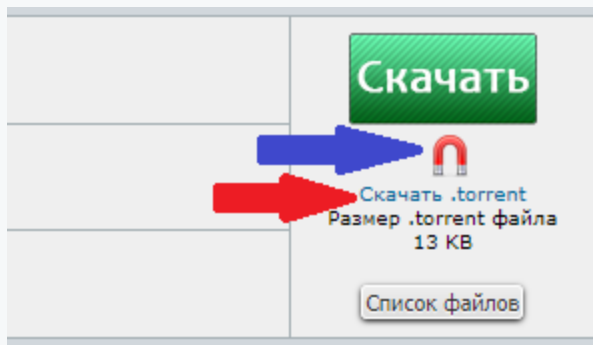 Скачать
Скачать .torrent
Размер .torrent файла
13 KB
Список файлов